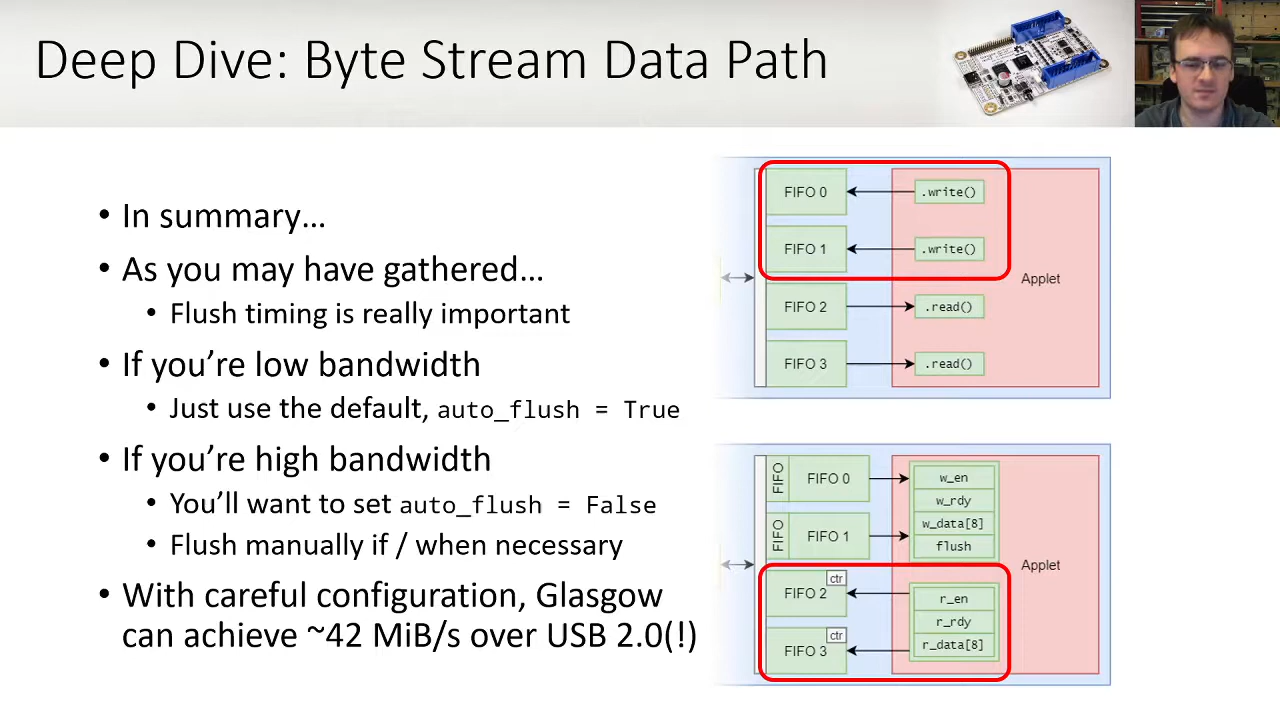 Deep Dive: Byte Stream Data Path
• In summary…
• As you may have gathered…
• Flush timing is really important
• If you’re low bandwidth
• Just use the default, auto_flush = True
• If you’re high bandwidth
• You’ll want to set auto_flush = False
• Flush manually if / when necessary
• With careful configuration, Glasgow
can achieve ~42 MiB/s over USB 2.0(!)
FIFO 0
.write()
FIFO 1
.write()
Applet
FIFO 2
.read()
FIFO 3
.read()
FIFO
FIFO 0
w_en
w_rdy
FIFO
FIFO 1
w_data[8]
flush
Applet
ctr
FIFO 2
r_en
r_rdy
ctr
FIFO 3
r_data[8]